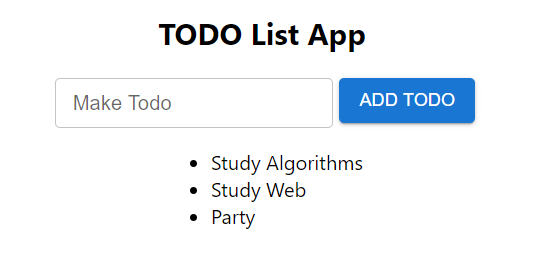 TODO List App
Make Todo
ADD TODO
Study Algorithms
Study Web
Party